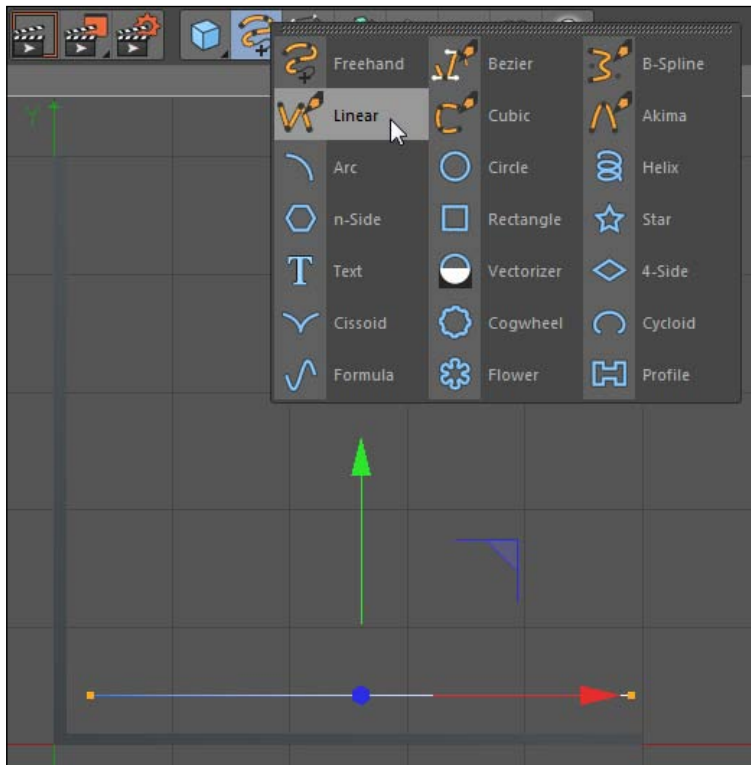 Freehand Bezier B-Spline
Linear Cubic Akima
Arc Circle Helix
n-Side Rectangle Star
Text Vectorizer 4-Side
Cissoid Cogwheel Cycloid
Formula Flower Profile
Y